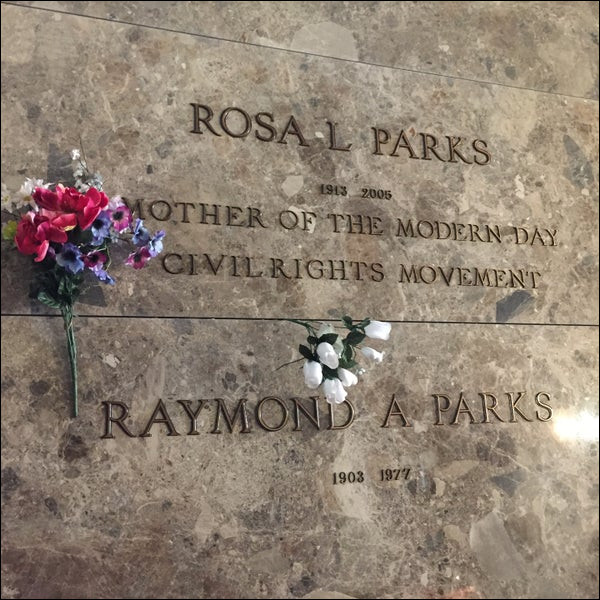 ROSA L PARKS
1913 2005
MOTHER OF THE MODERN DAY
CIVIL RIGHTS MOVEMENT
RAYMOND A PARKS
1903 1977